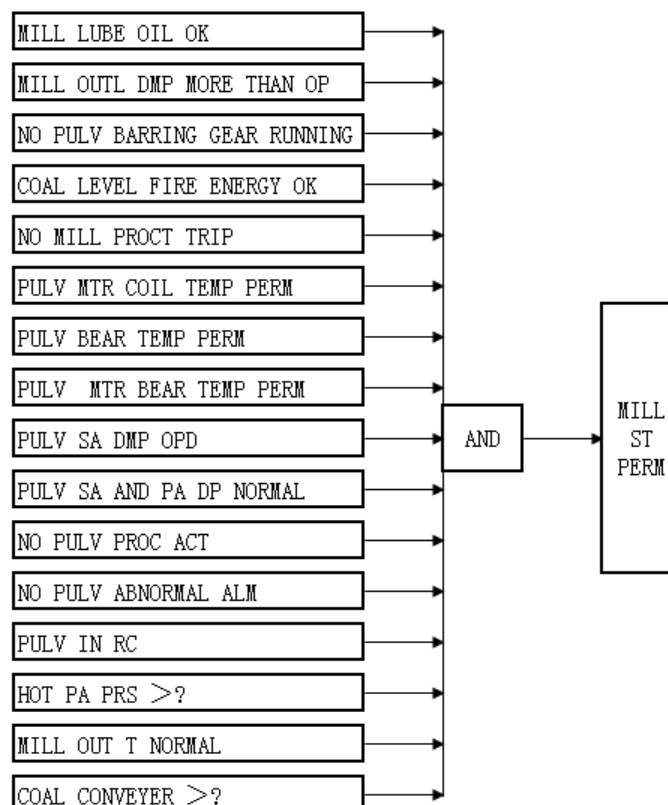 MILL LUBE OIL OK
MILL OUTL DMP MORE THAN OP
NO PULV BARRING GEAR RUNNING
COAL LEVEL FIRE ENERGY OK
NO MILL PROCT TRIP
PULV MTR COIL TEMP PERM
PULV BEAR TEMP PERM
PULV MTR BEAR TEMP PERM
PULV SA DMP OPD
PULV SA AND PA DP NORMAL
NO PULV PROC ACT
NO PULV ABNORMAL ALM
PULV IN RC
HOT PA PRS >?
MILL OUT T NORMAL
COAL CONVEYER >?
AND
MILL
ST
PERM